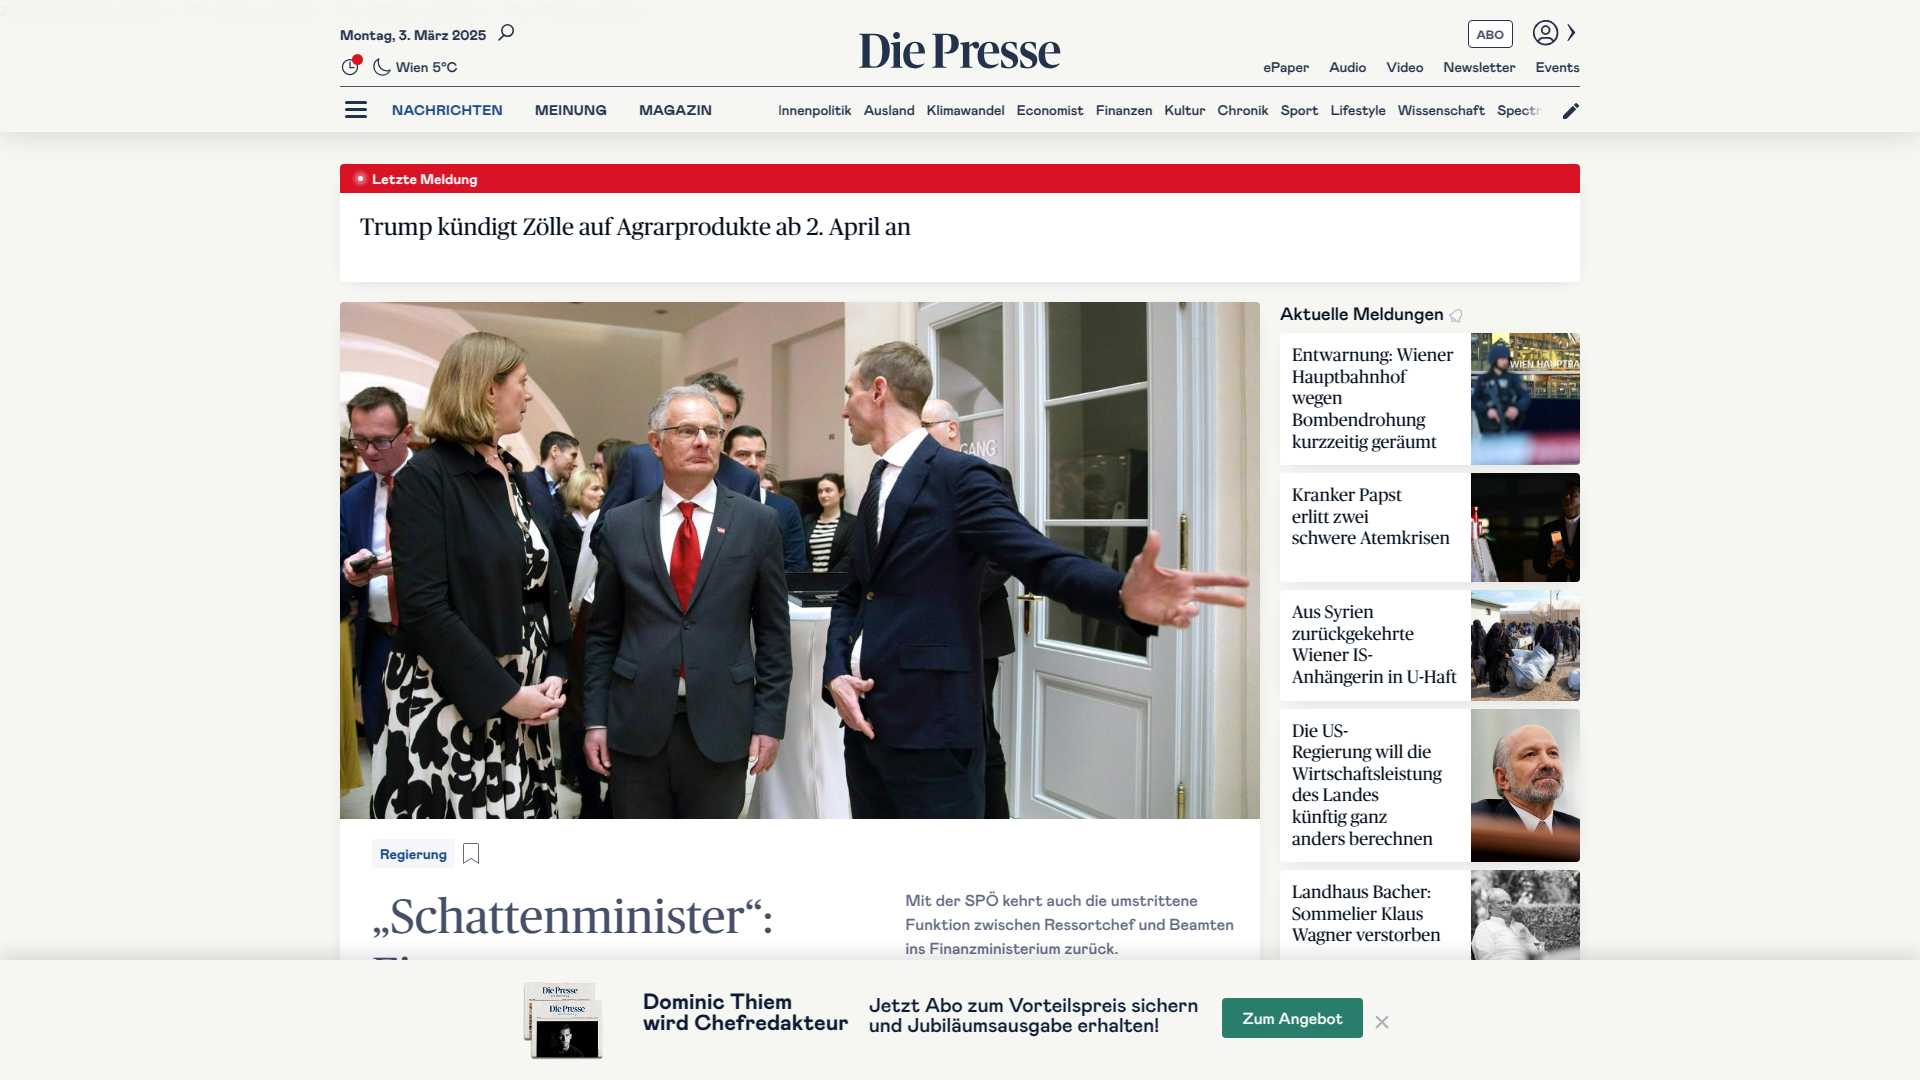 Montag, 3. März 2025
Die Presse
ABO
Wien 5°C
ePaper Audio Video Newsletter Events
NACHRICHTEN MEINUNG MAGAZIN
Innenpolitik Ausland Klimawandel Economist Finanzen Kultur Chronik Sport Lifestyle Wissenschaft
Letzte Meldung
Trump kündigt Zölle auf Agrarprodukte ab 2. April an
GANG
Regierung
„Schattenminister“:
Mit der SPÖ kehrt auch die umstrittene
Funktion zwischen Ressortchef und Beamten
ins Finanzministerium zurück.
Aktuelle Meldungen
Entwarnung: Wiener
Hauptbahnhof
wegen
Bombendrohung
kurzzeitig geräumt
WIEN HAUPTBA
Kranker Papst
erlitt zwei
schwere Atemkrisen
Aus Syrien
zurückgekehrte
Wiener IS-
Anhängerin in U-Haft
Die US-
Regierung will die
Wirtschaftsleistung
des Landes
künftig ganz
anders berechnen
Landhaus Bacher:
Sommelier Klaus
Wagner verstorben
Die Presse
Die Presse
Dominic Thiem
wird Chefredakteur
Jetzt Abo zum Vorteilspreis sichern
und Jubiläumsausgabe erhalten!
Zum Angebot